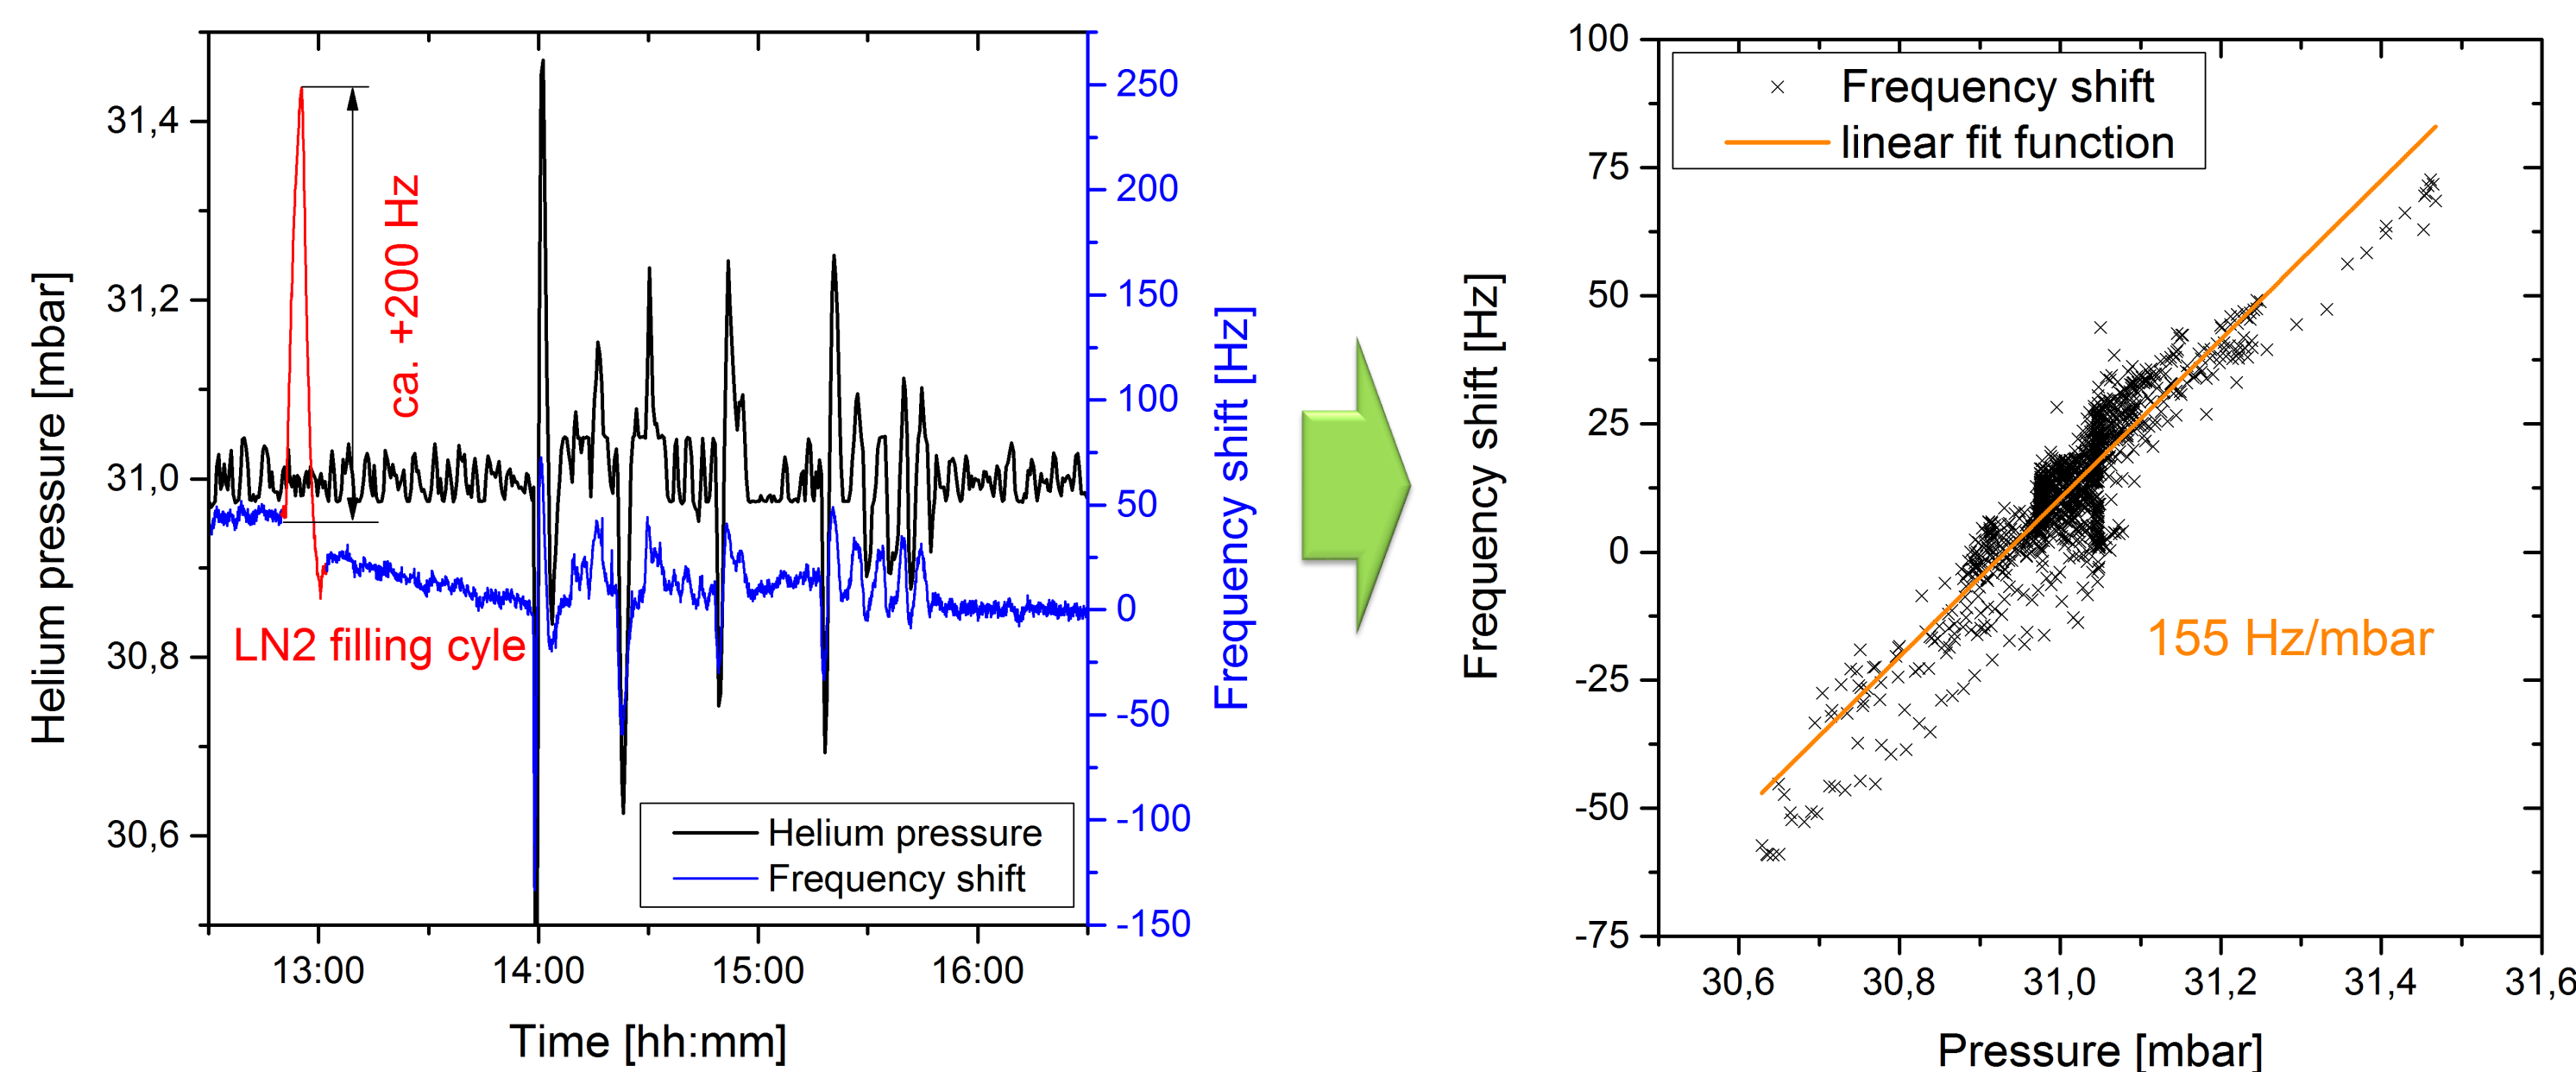 Helium pressure [mbar]
31,4
31,2
31,0
30,8
30,6
ca. +200 Hz
LN2 filling cyle
Helium pressure
Frequency shift
250
200
150
100
50
0
-50
-100
-150
Frequency shift [Hz]
13:00 14:00 15:00 16:00
Time [hh:mm]
Frequency shift [Hz]
100
75
50
25
0
-25
-50
-75
Frequency shift
linear fit function
155 Hz/mbar
30,6 30,8 31,0 31,2 31,4 31,6
Pressure [mbar]